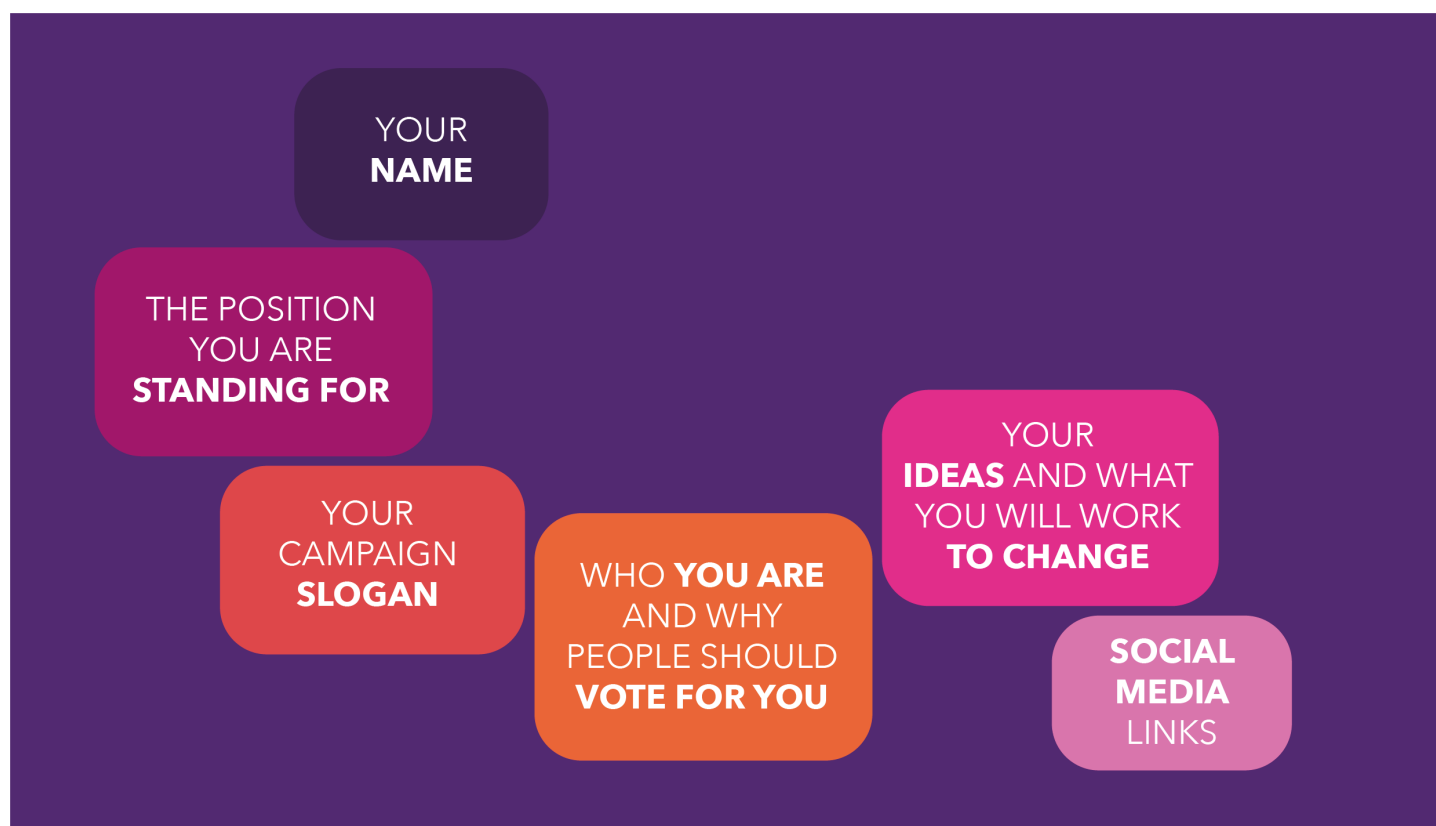 YOUR
NAME
THE POSITION
YOU ARE
STANDING FOR
YOUR
CAMPAIGN
SLOGAN
WHO YOU ARE
AND WHY
PEOPLE SHOULD
VOTE FOR YOU
YOUR
IDEAS AND WHAT
YOU WILL WORK
TO CHANGE
SOCIAL
MEDIA
LINKS